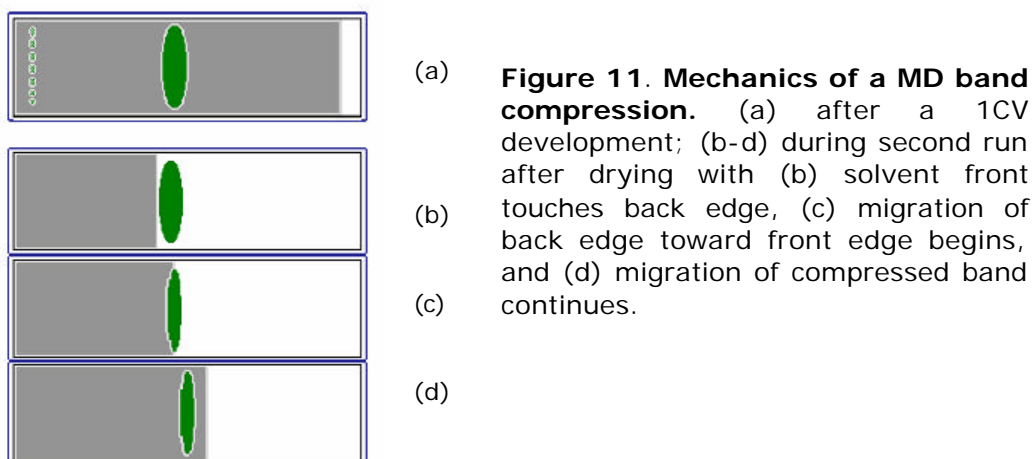 (a)
(b)
(c)
(d)
Figure 11. Mechanics of a MD band
compression. (a) after a 1CV
development; (b-d) during second run
after drying with (b) solvent front
touches back edge, (c) migration of
back edge toward front edge begins,
and (d) migration of compressed band
continues.